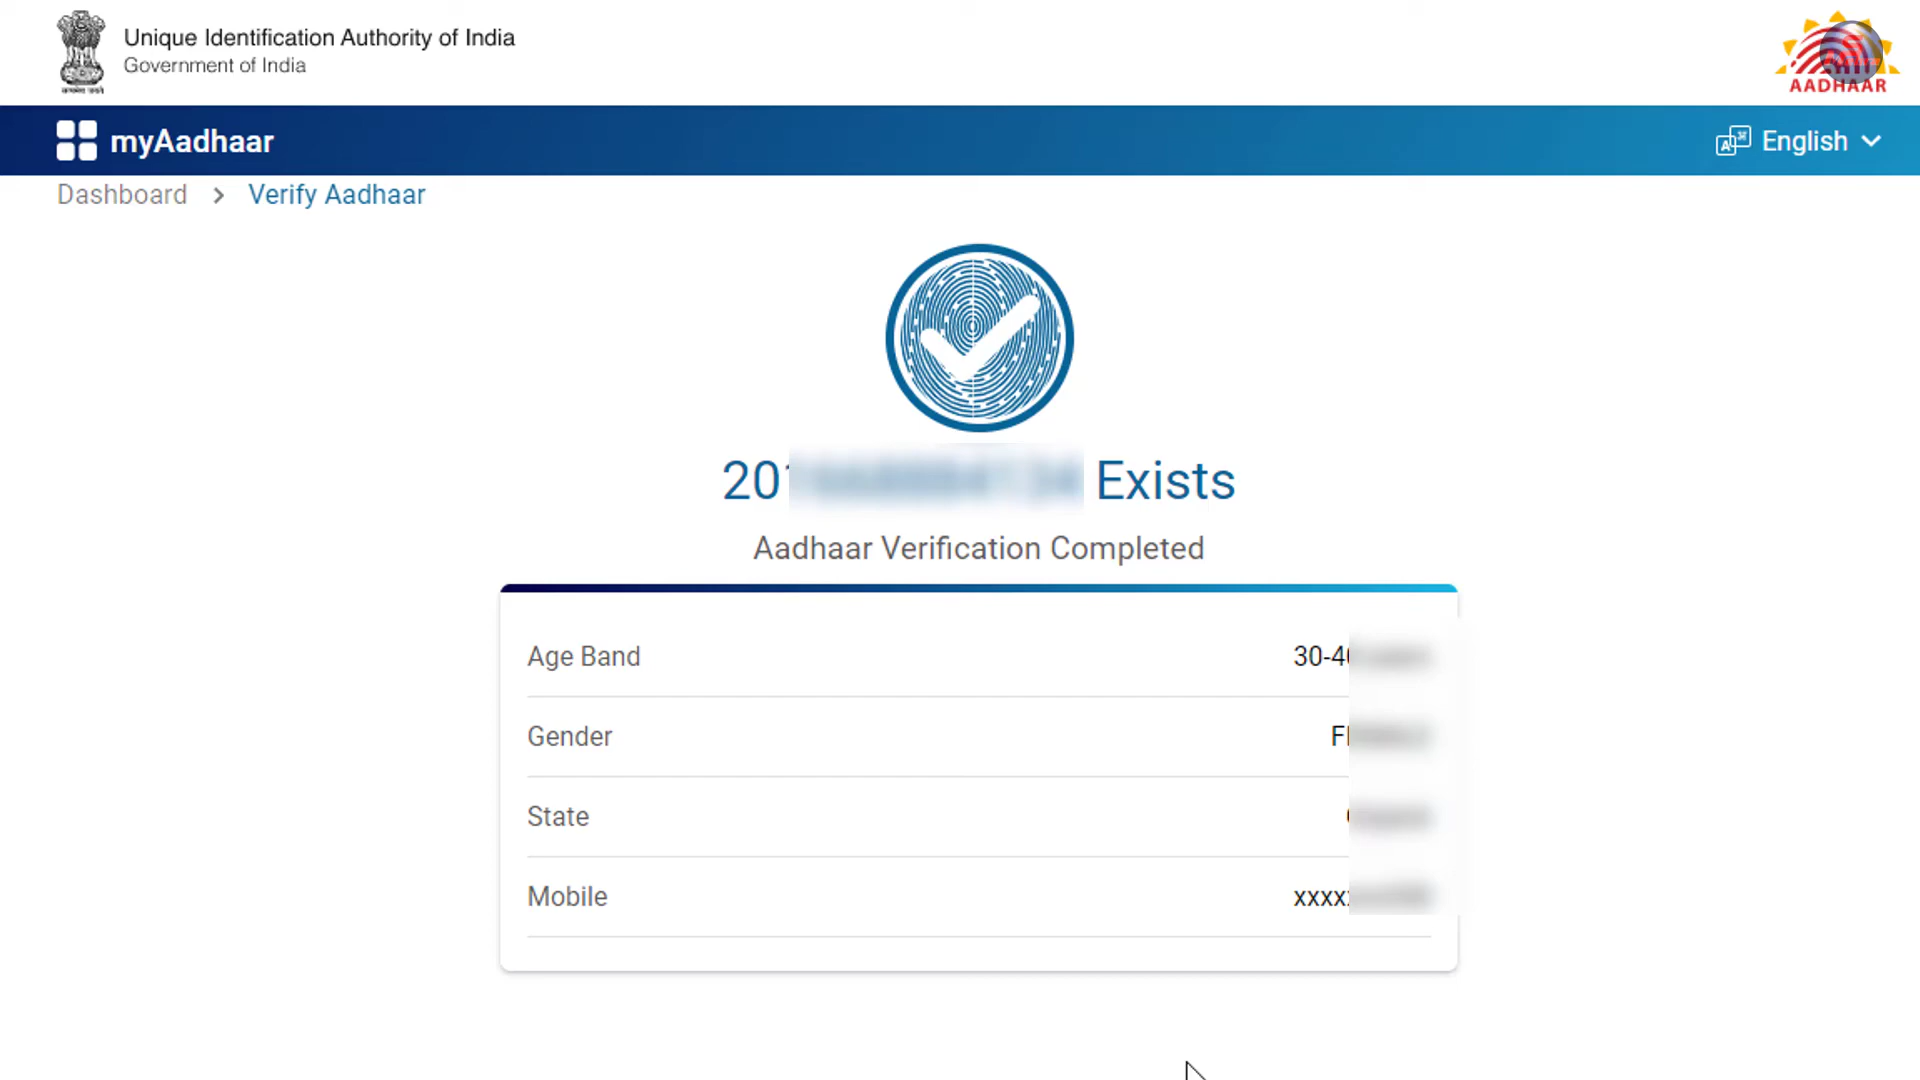 Unique Identification Authority of India
Government of India
AADHAAR
myAadhaar
English
Dashboard > Verify Aadhaar
20 Exists
Aadhaar Verification Completed
Age Band 30-4
Gender F
State
Mobile xxxx